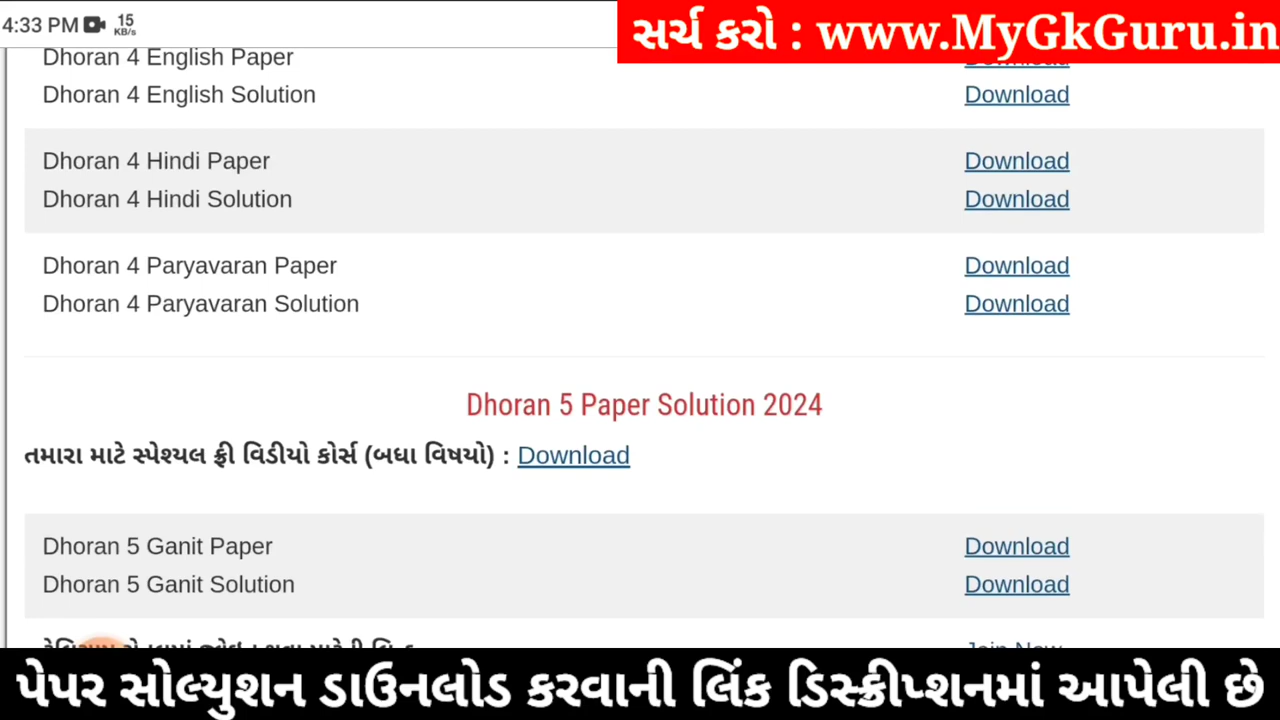 4:33 PM 15 KB/s
સર્ચ કરો : www.MyGkGuru.in
Dhoran 4 English Paper
Dhoran 4 English Solution Download
Dhoran 4 Hindi Paper Download
Dhoran 4 Hindi Solution Download
Dhoran 4 Paryavaran Paper Download
Dhoran 4 Paryavaran Solution Download
Dhoran 5 Paper Solution 2024
તમારા માટે સ્પેશ્યલ ફ્રી વિડીયો કોર્સ (બધા વિષયો) : Download
Dhoran 5 Ganit Paper Download
Dhoran 5 Ganit Solution Download
Join Now
પેપર સોલ્યુશન ડાઉનલોડ કરવાની લિંક ડિસ્ક્રીપ્શનમાં આપેલી છે